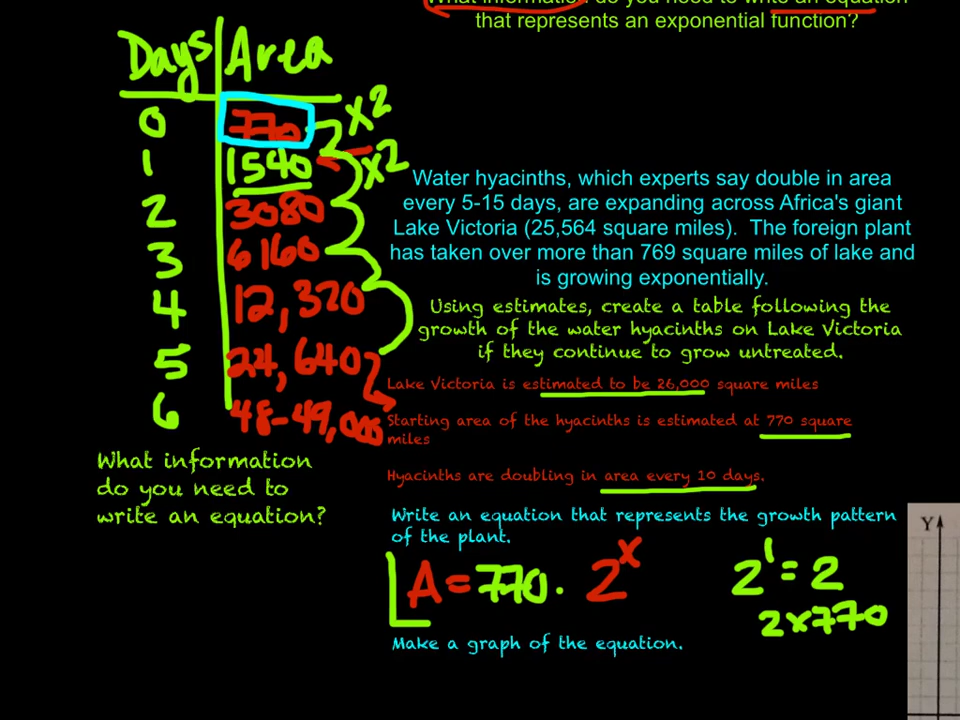 What information do you need to write an equation
that represents an exponential function?
Days Area
0 770 x2
1 1540 x2
2 3080
3 6160
4 12,320
5 24,640
6 48-49,000
Water hyacinths, which experts say double in area
every 5-15 days, are expanding across Africa's giant
Lake Victoria (25,564 square miles). The foreign plant
has taken over more than 769 square miles of lake and
is growing exponentially.
Using estimates, create a table following the
growth of the water hyacinths on Lake Victoria
if they continue to grow untreated.
Lake Victoria is estimated to be 26,000 square miles
Starting area of the hyacinths is estimated at 770 square
miles
Hyacinths are doubling in area every 10 days.
What information
do you need to
write an equation?
Write an equation that represents the growth pattern
of the plant.
A = 770 · 2^x
2^1 = 2
2x770
Make a graph of the equation.
Y